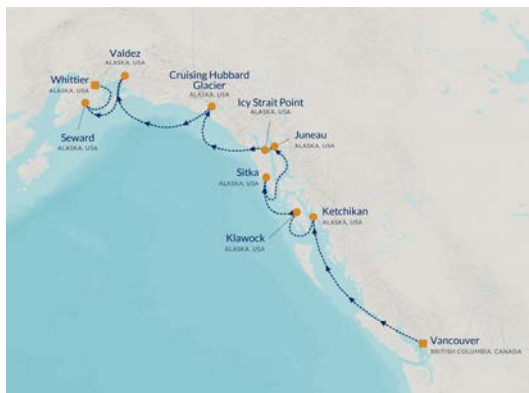 Valdez
ALASKA, USA
Whittier
ALASKA, USA
Cruising Hubbard
Glacier
ALASKA, USA
Icy Strait Point
ALASKA, USA
Seward
ALASKA, USA
Juneau
ALASKA, USA
Sitka
ALASKA, USA
Ketchikan
ALASKA, USA
Klawock
ALASKA, USA
Vancouver
BRITISH COLUMBIA, CANADA